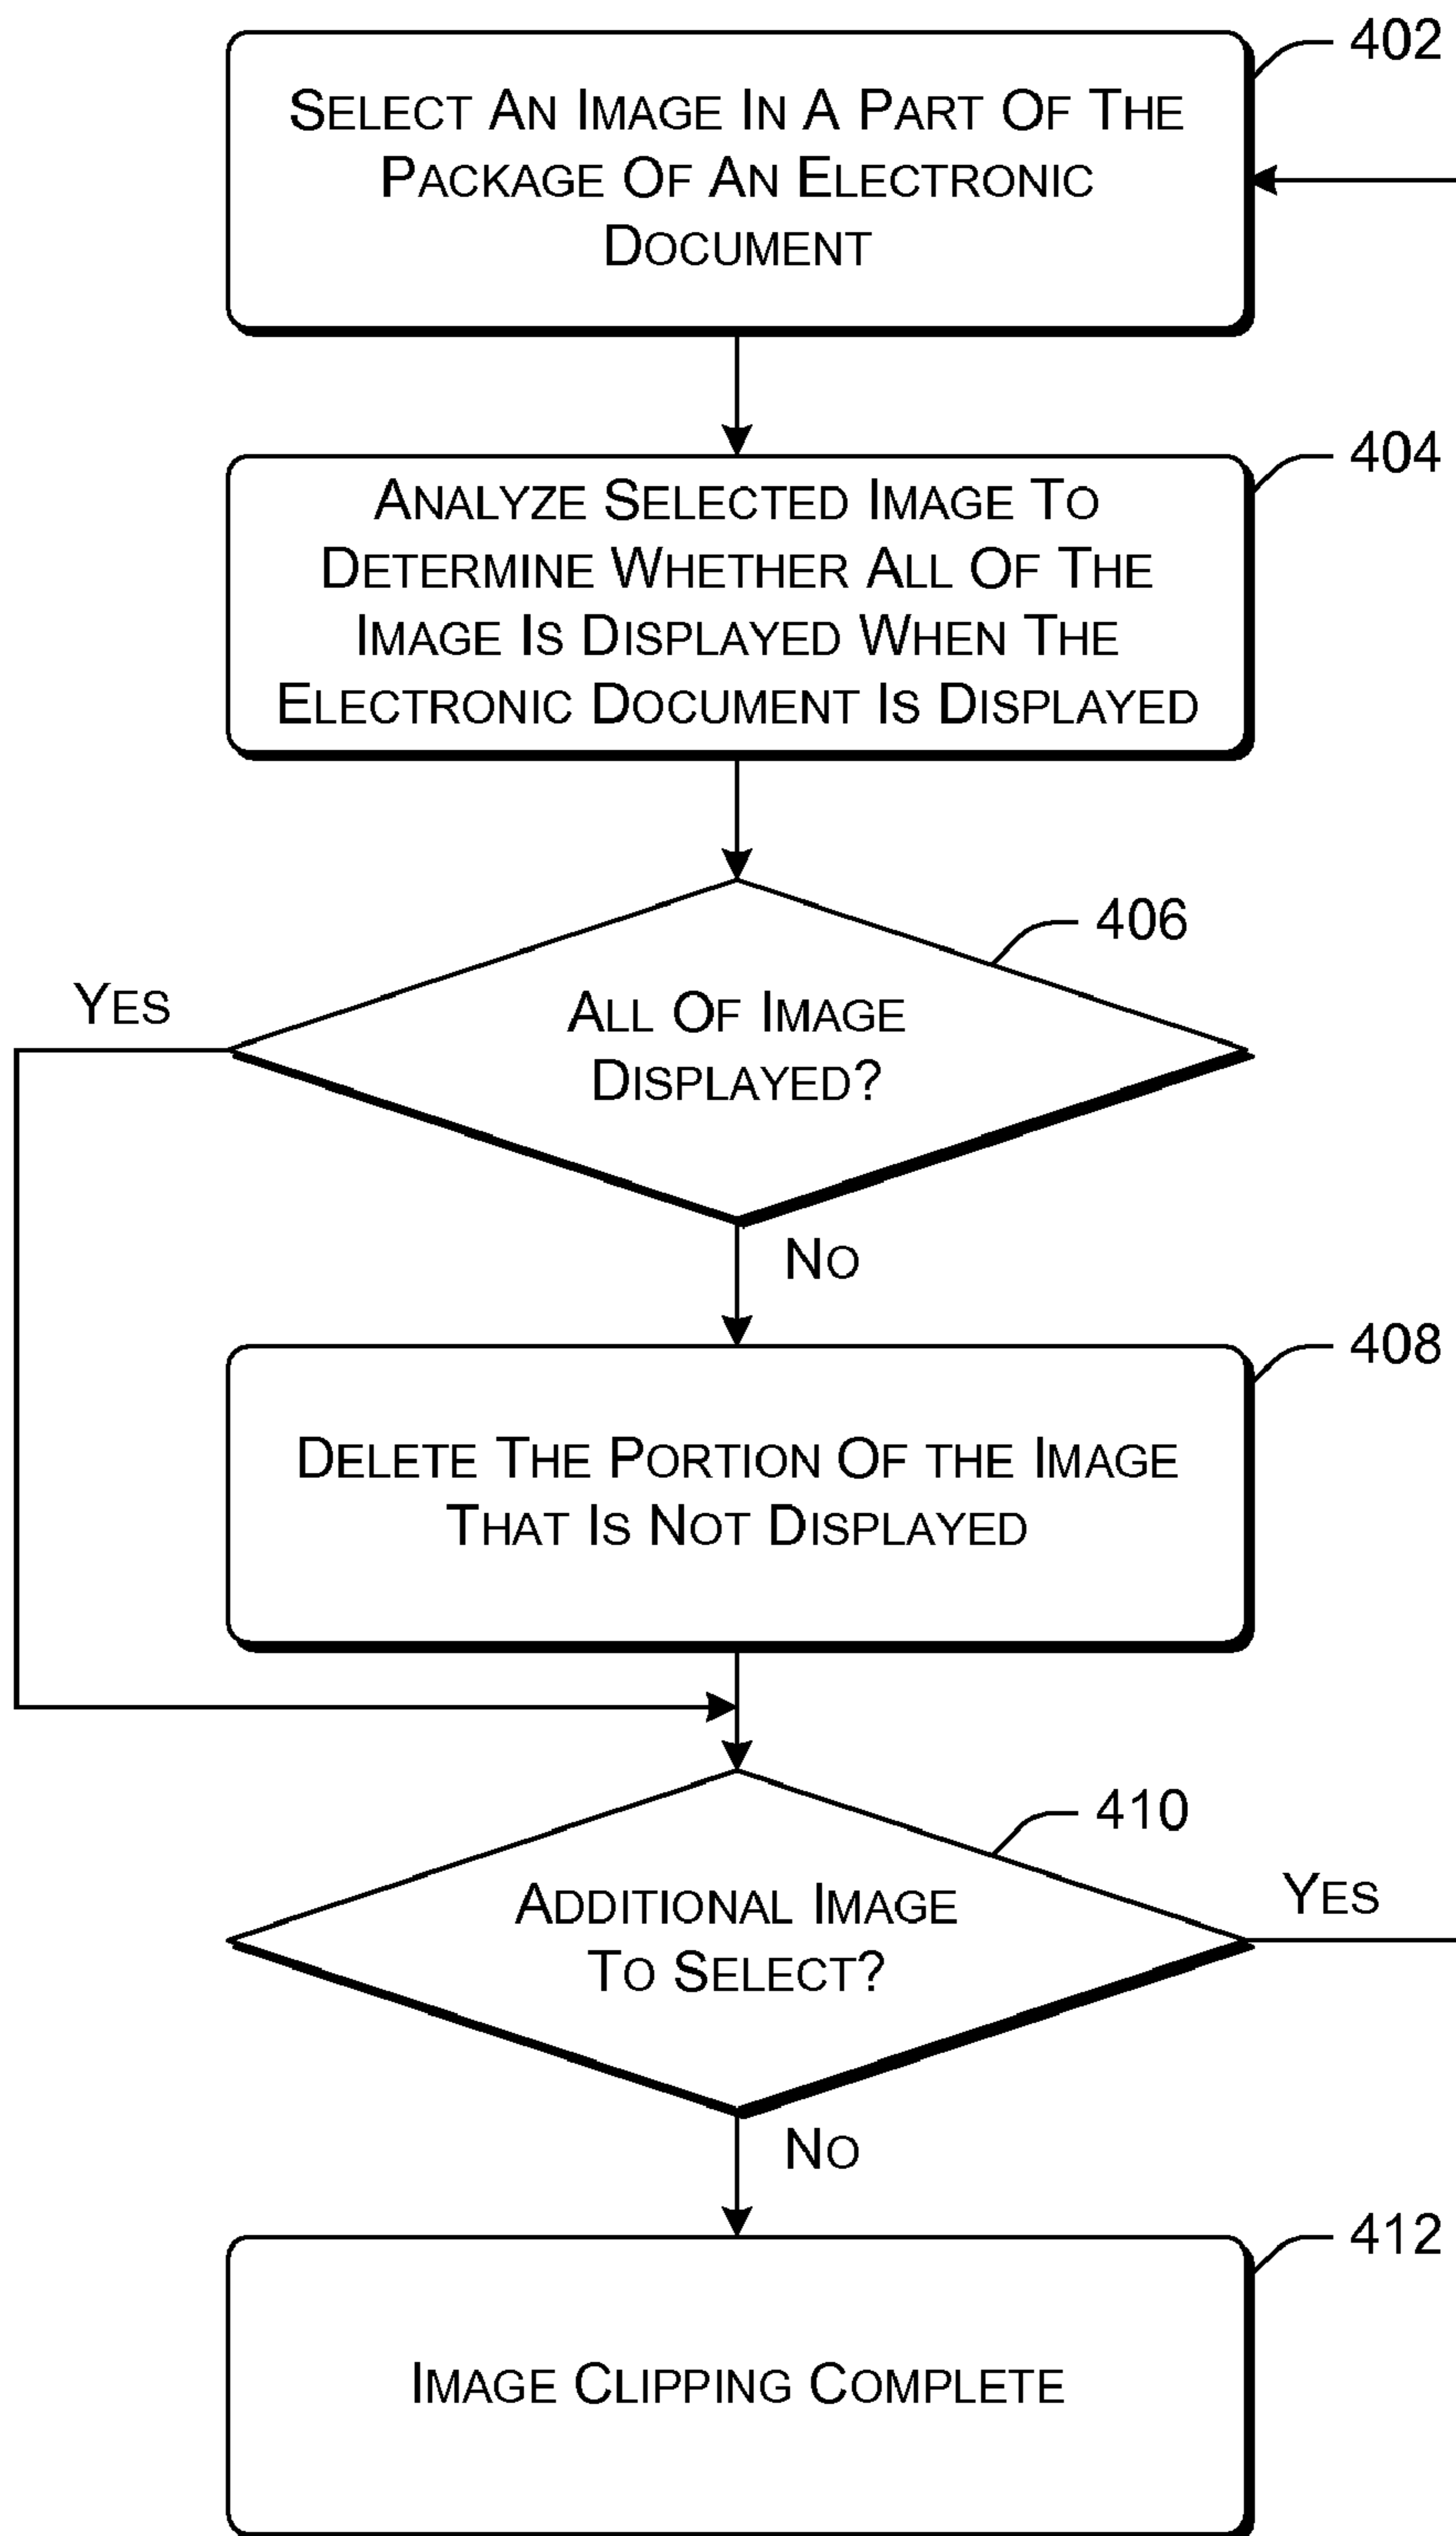 402
SELECT AN IMAGE IN A PART OF THE
PACKAGE OF AN ELECTRONIC
DOCUMENT
404
ANALYZE SELECTED IMAGE TO
DETERMINE WHETHER ALL OF THE
IMAGE IS DISPLAYED WHEN THE
ELECTRONIC DOCUMENT IS DISPLAYED
406
YES
ALL OF IMAGE
DISPLAYED?
NO
408
DELETE THE PORTION OF THE IMAGE
THAT IS NOT DISPLAYED
410
YES
ADDITIONAL IMAGE
TO SELECT?
NO
412
IMAGE CLIPPING COMPLETE